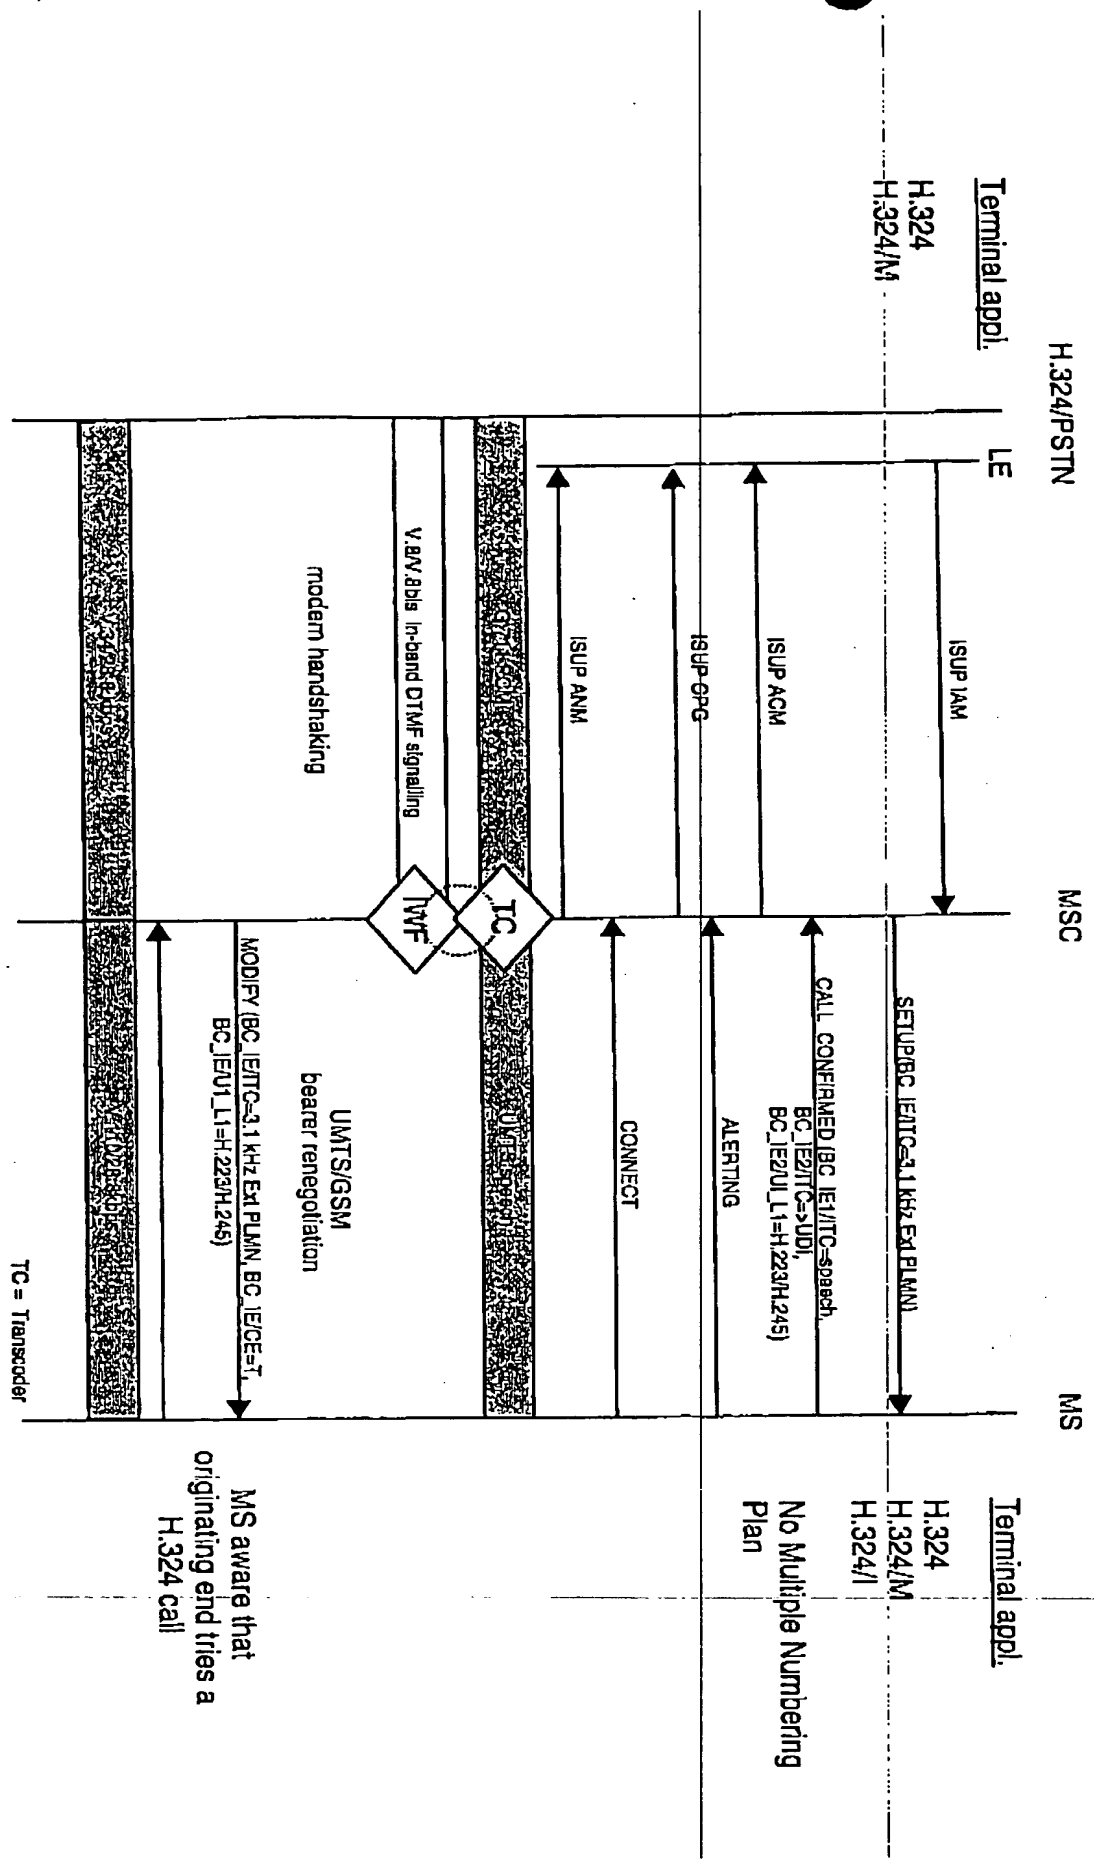 H.324/PSTN
MSC
MS
Terminal appl.
H.324
H.324/M
LE
Terminal appl.
H.324
H.324/M
H.324/I
No Multiple Numbering
Plan
ISUP IAM
SETUP(BC_IE/ITC=3.1 kHz Ext PLMN)
CALL CONFIRMED (BC_IE1/ITC=speech,
BC_IE2/ITC=>UDI,
BC_IE2/UI_L1=H.223/H.245)
ISUP ACM
ALERTING
ISUP CPG
CONNECT
ISUP ANM
TC
UMTS speech
IWF
V.8/V.8bis in-band DTMF signalling
modem handshaking
UMTS/GSM
bearer renegotiation
MODIFY (BC_IE/ITC=3.1 kHz Ext PLMN, BC_IE/CE=T,
BC_IE/U1_L1=H.223/H.245)
MS aware that
originating end tries a
H.324 call
TC = Transcoder